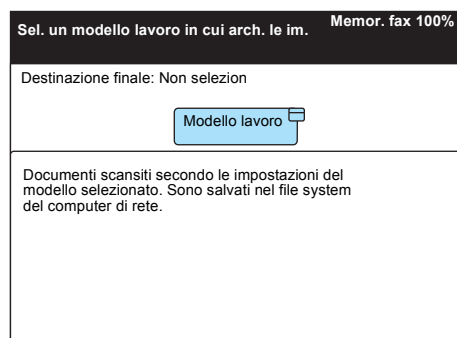 Sel. un modello lavoro in cui arch. le im.
Memor. fax 100%
Destinazione finale: Non selezion
Modello lavoro
Documenti scansiti secondo le impostazioni del
modello selezionato. Sono salvati nel file system
del computer di rete.